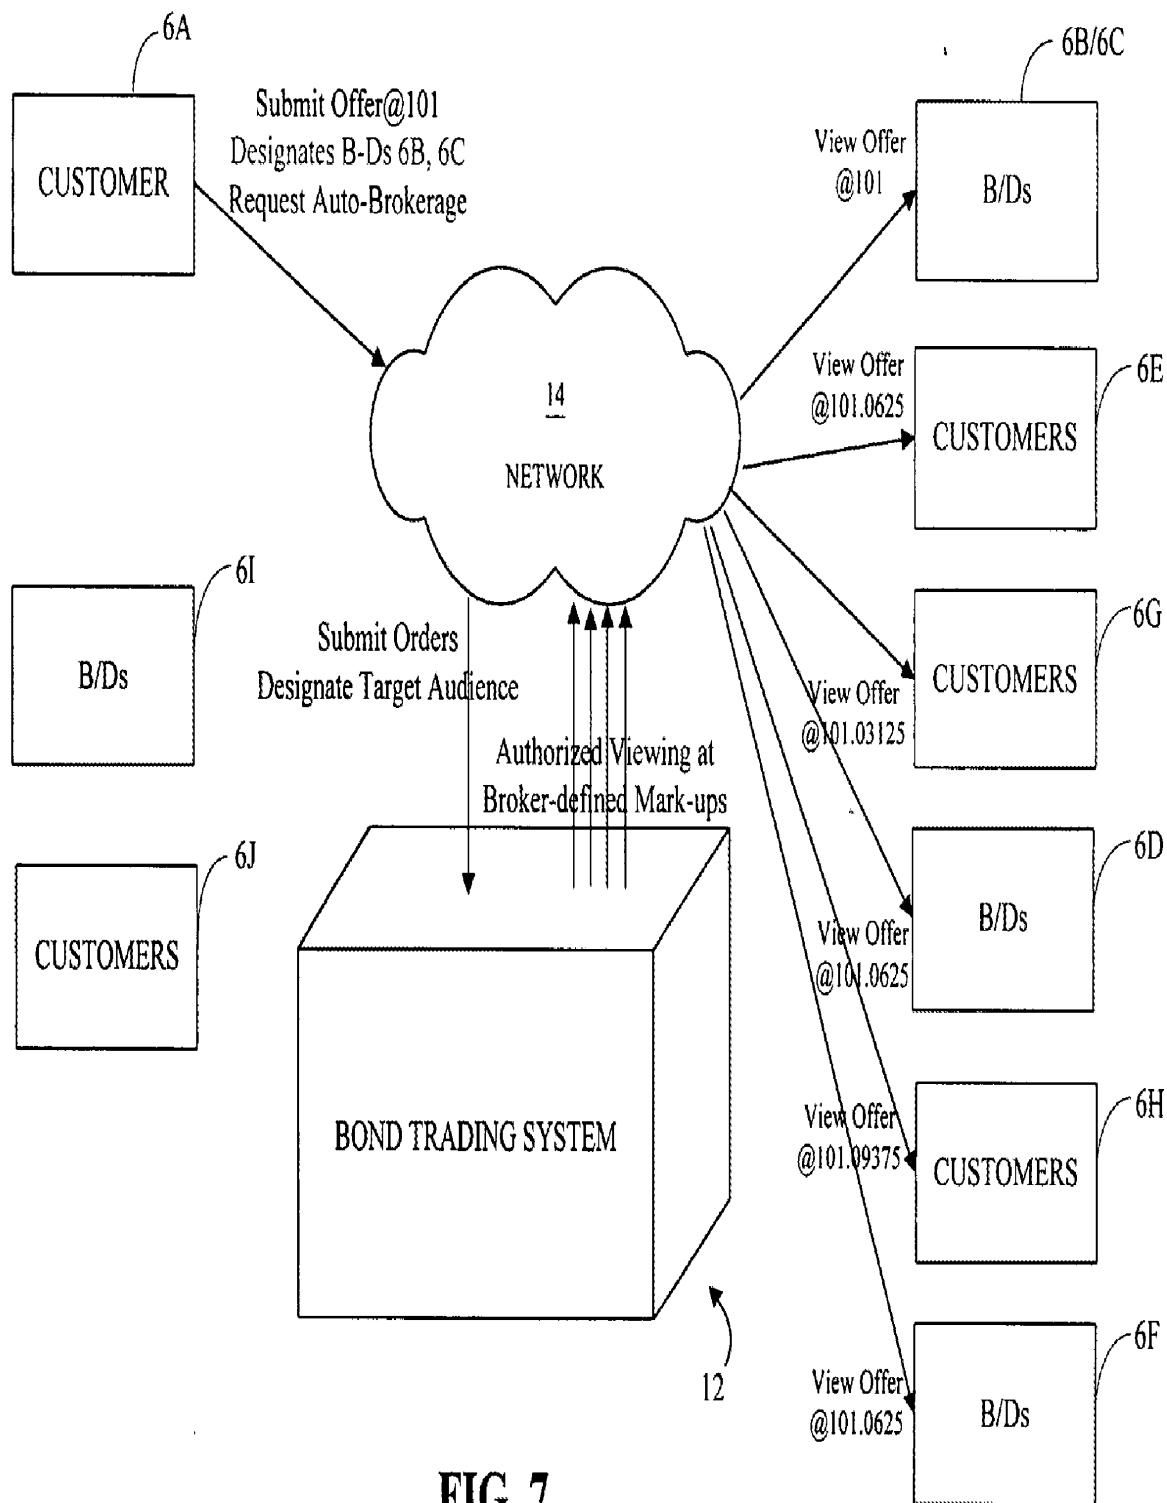 6A
6B/6C
CUSTOMER
Submit Offer@101
Designates B-Ds 6B, 6C
Request Auto-Brokerage
View Offer
@101
B/Ds
14
NETWORK
View Offer
@101.0625
6E
CUSTOMERS
6I
B/Ds
Submit Orders
Designate Target Audience
6G
CUSTOMERS
View Offer
@101.03125
Authorized Viewing at
Broker-defined Mark-ups
6J
CUSTOMERS
6D
B/Ds
View Offer
@101.0625
BOND TRADING SYSTEM
6H
View Offer
@101.09375
CUSTOMERS
12
6F
View Offer
@101.0625
B/Ds
FIG. 7